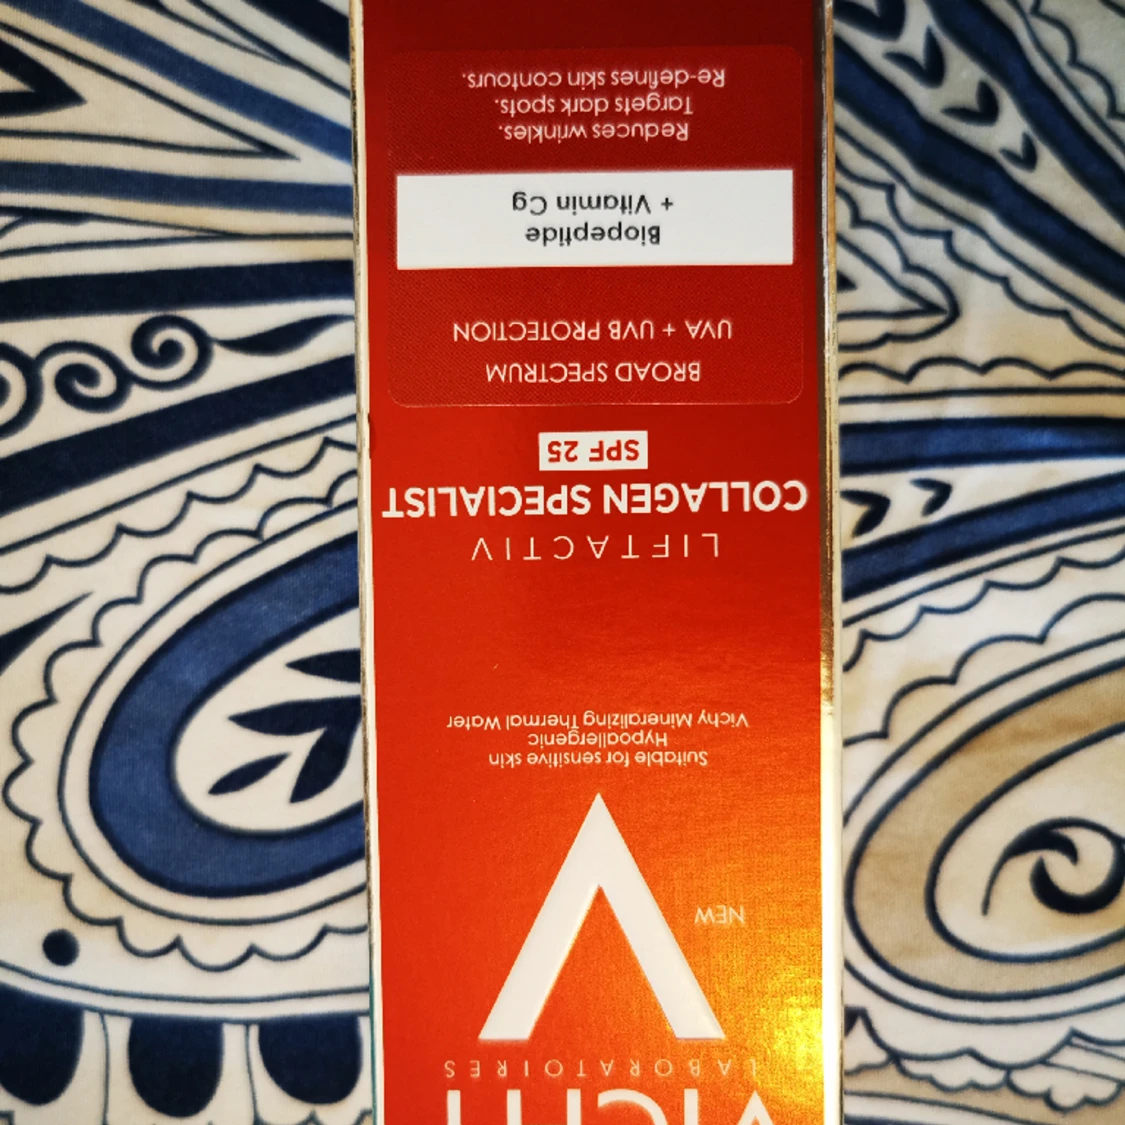 VICHY
LABORATOIRES
NEW
V
Suitable for sensitive skin
Hypoallergenic
Vichy Mineralizing Thermal Water
LIFTACTIV
COLLAGEN SPECIALIST
SPF 25
BROAD SPECTRUM
UVA + UVB PROTECTION
Biopeptide
+ Vitamin Cg
Reduces wrinkles.
Targets dark spots.
Re-defines skin contours.